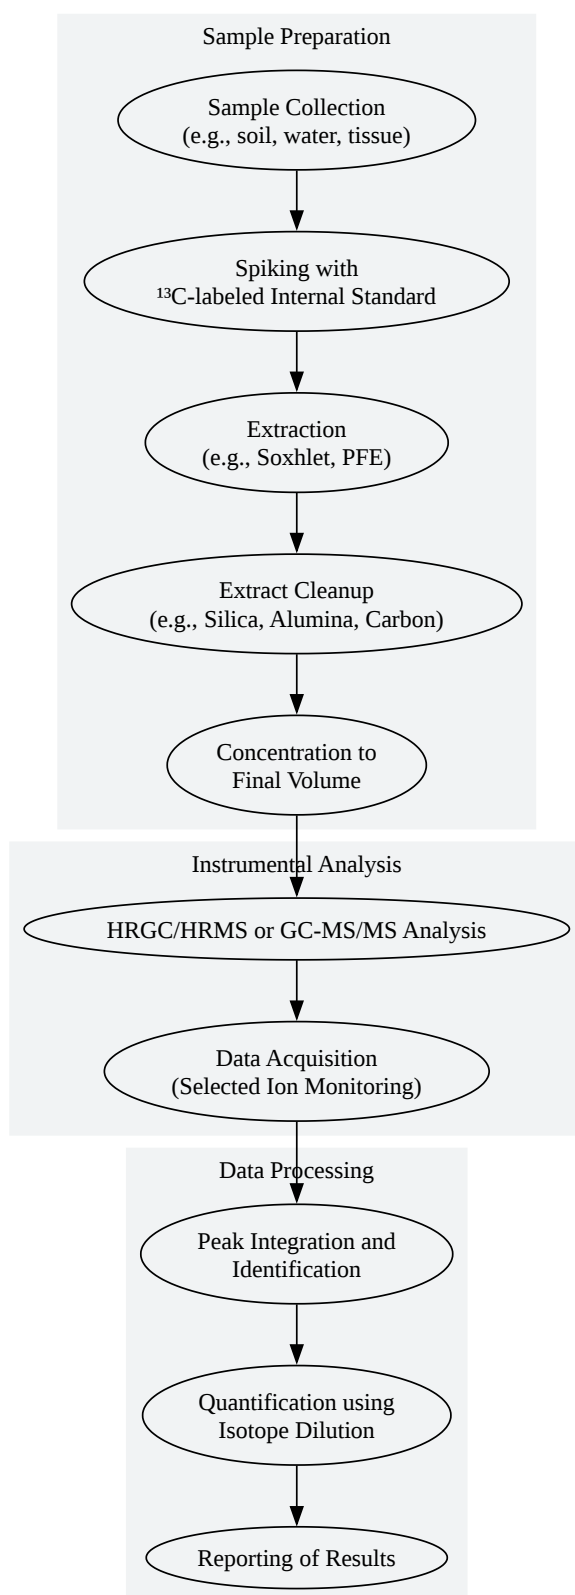 Sample Preparation
Sample Collection
(e.g., soil, water, tissue)
Spiking with
¹³C-labeled Internal Standard
Extraction
(e.g., Soxhlet, PFE)
Extract Cleanup
(e.g., Silica, Alumina, Carbon)
Concentration to
Final Volume
Instrumental Analysis
HRGC/HRMS or GC-MS/MS Analysis
Data Acquisition
(Selected Ion Monitoring)
Data Processing
Peak Integration and
Identification
Quantification using
Isotope Dilution
Reporting of Results